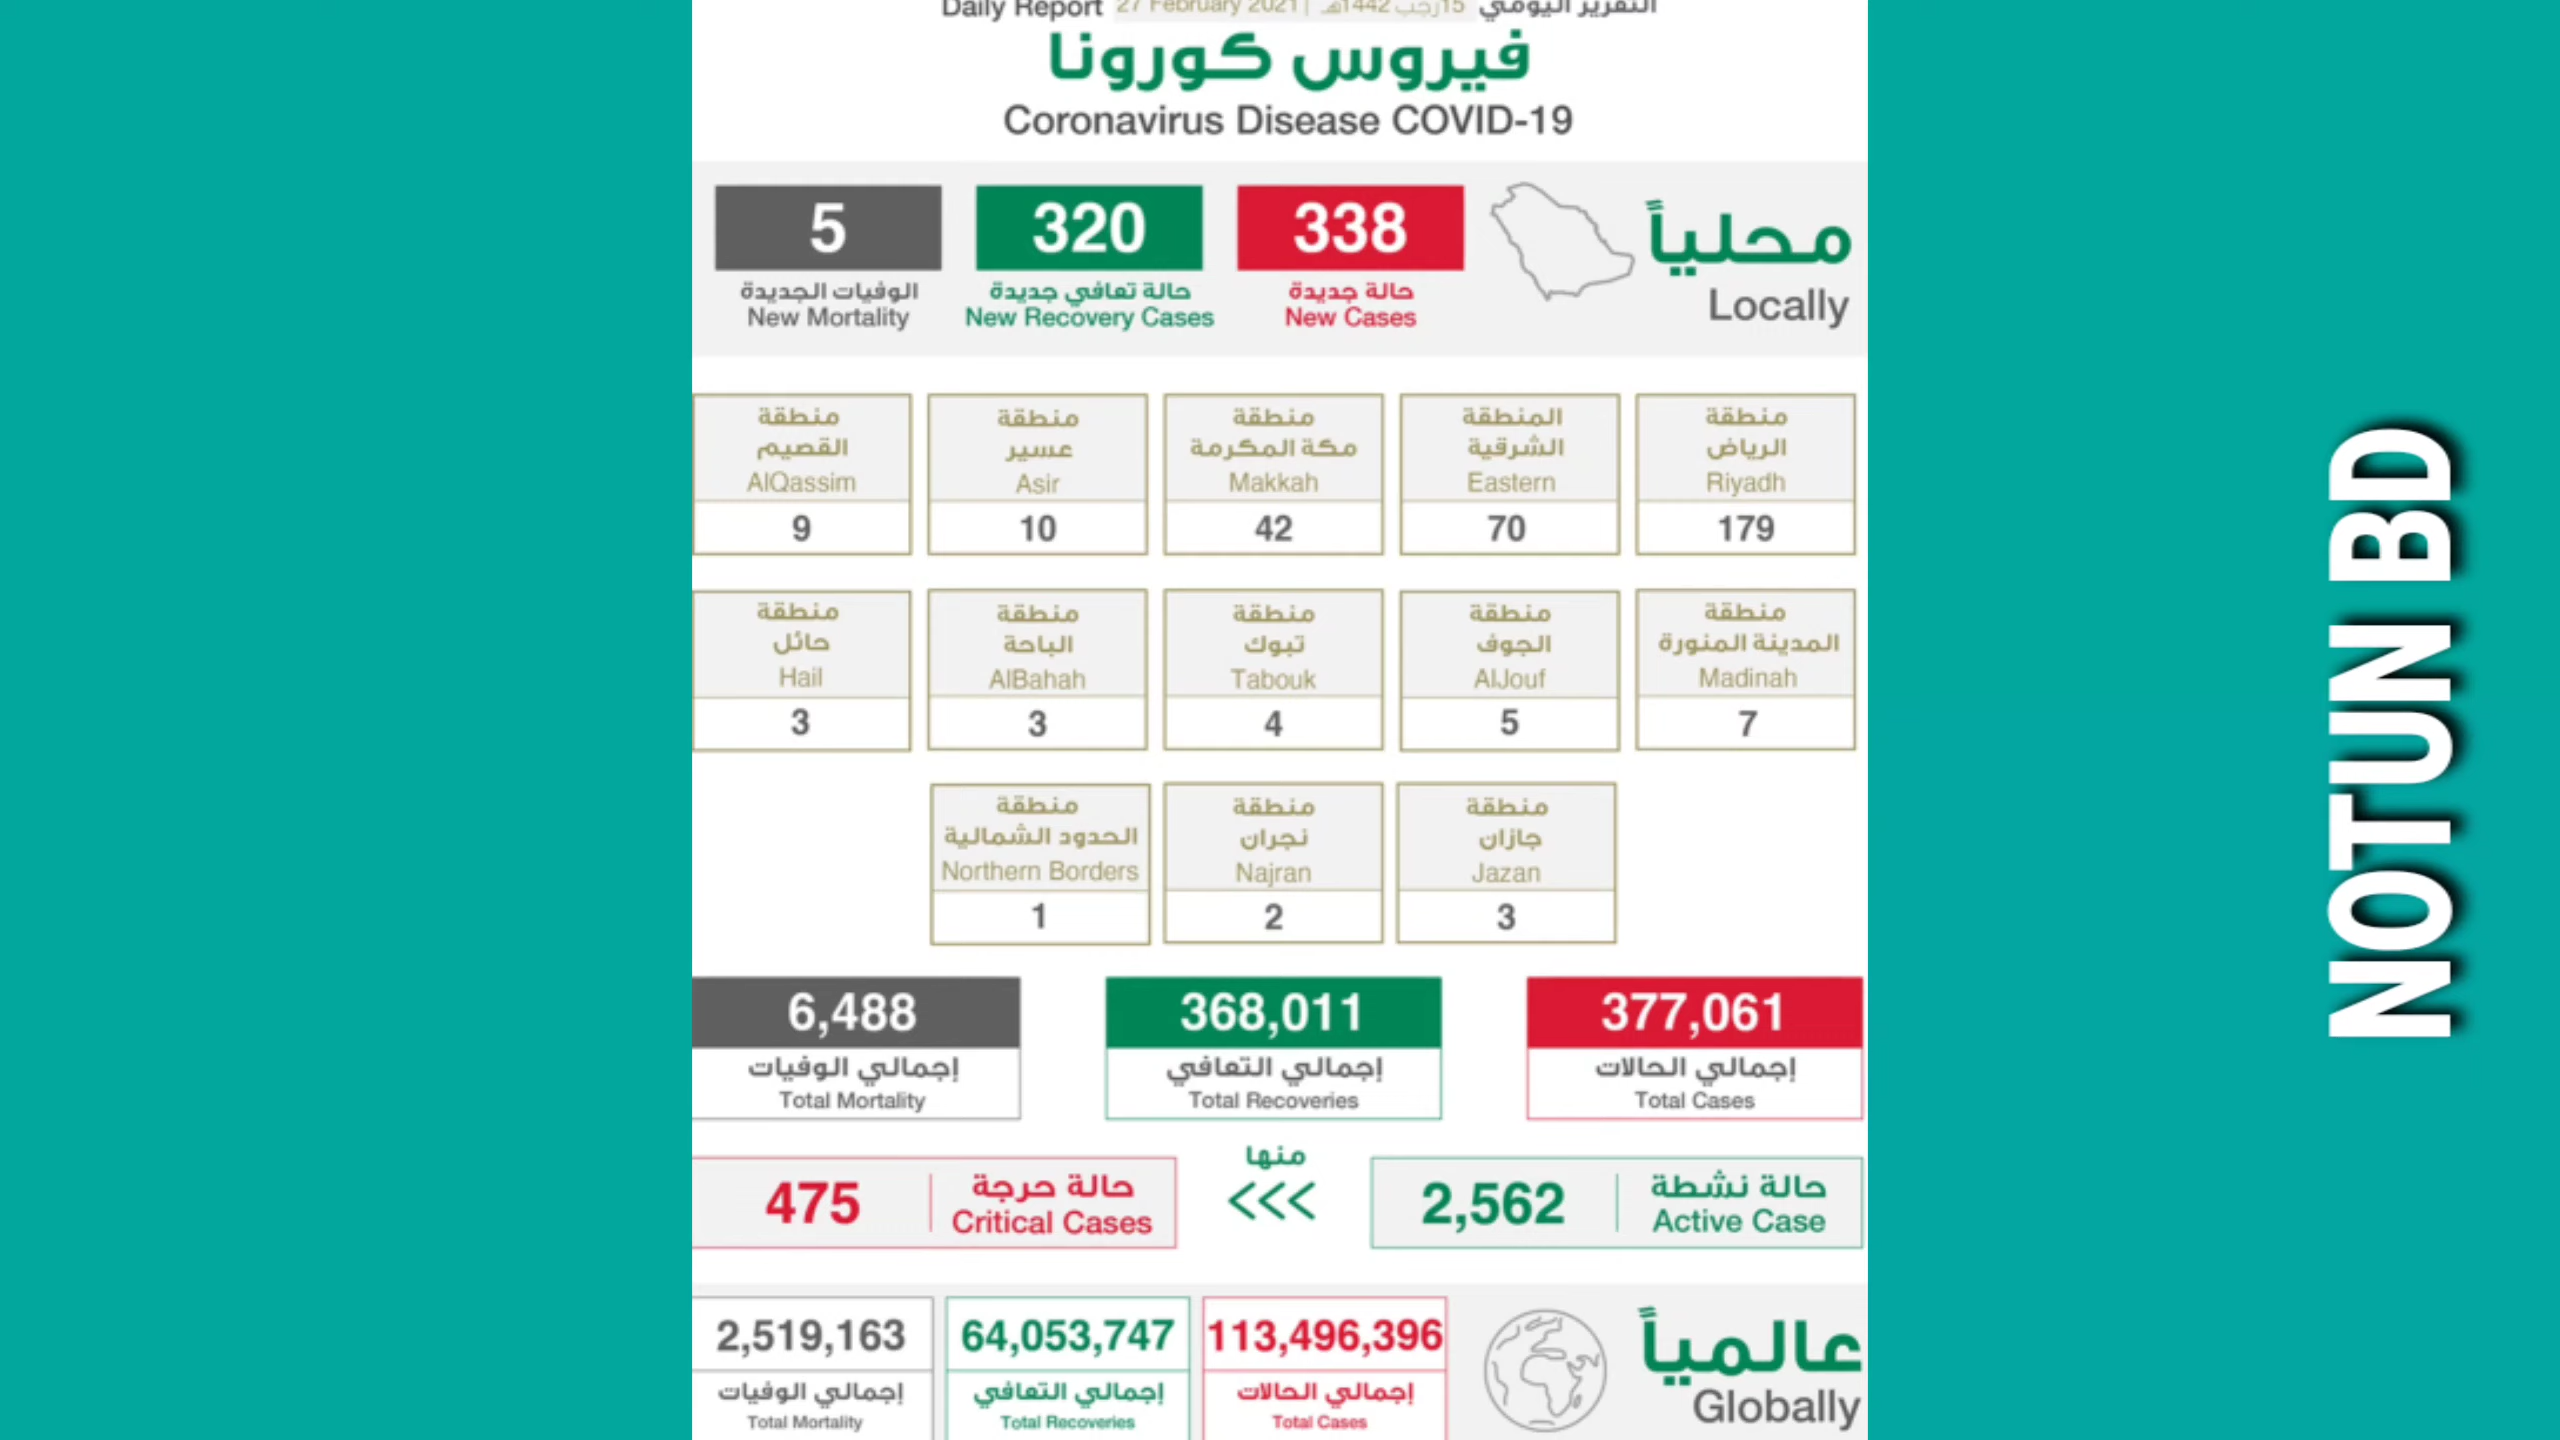 Daily Report 27 February 2021 | 15رجب 1442هـ التقرير اليومي
فيروس كورونا
Coronavirus Disease COVID-19
محلياً
Locally
338
حالة جديدة
New Cases
320
حالة تعافي جديدة
New Recovery Cases
5
الوفيات الجديدة
New Mortality
منطقة
الرياض
Riyadh
179
المنطقة
الشرقية
Eastern
70
منطقة
مكة المكرمة
Makkah
42
منطقة
عسير
Asir
10
منطقة
القصيم
AlQassim
9
منطقة
المدينة المنورة
Madinah
7
منطقة
الجوف
AlJouf
5
منطقة
تبوك
Tabouk
4
منطقة
الباحة
AlBahah
3
منطقة
حائل
Hail
3
منطقة
جازان
Jazan
3
منطقة
نجران
Najran
2
منطقة
الحدود الشمالية
Northern Borders
1
377,061
إجمالي الحالات
Total Cases
368,011
إجمالي التعافي
Total Recoveries
6,488
إجمالي الوفيات
Total Mortality
حالة نشطة
Active Case
2,562
منها
<<<
حالة حرجة
Critical Cases
475
عالمياً
Globally
113,496,396
إجمالي الحالات
Total Cases
64,053,747
إجمالي التعافي
Total Recoveries
2,519,163
إجمالي الوفيات
Total Mortality
NOTUN BD